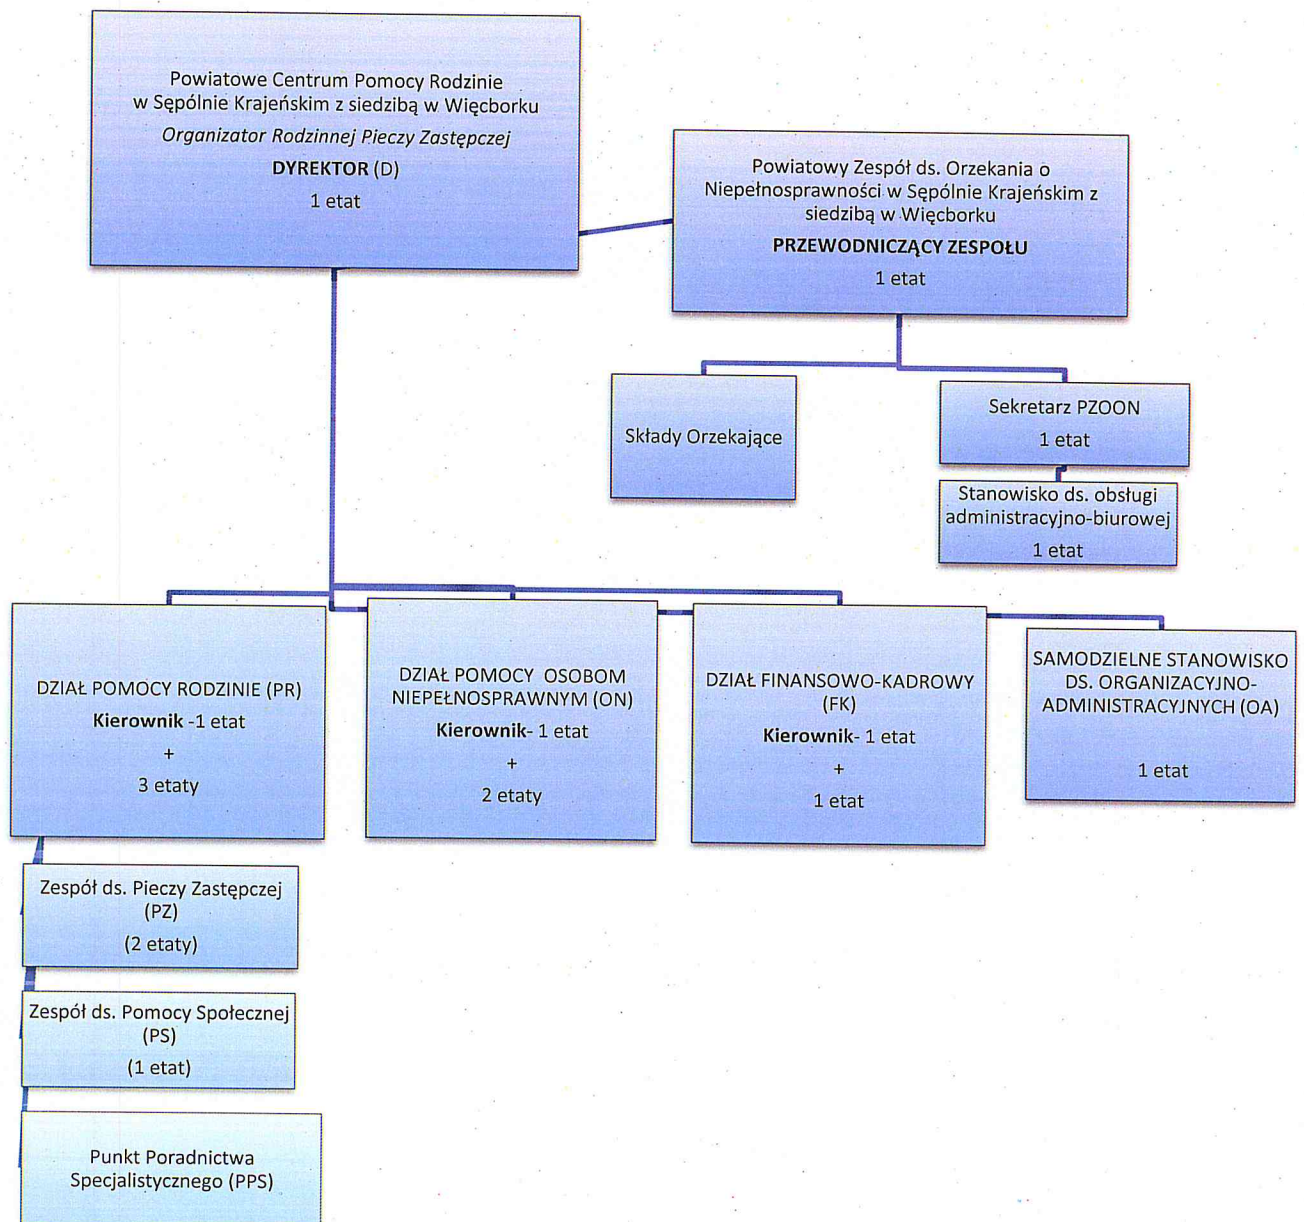 Powiatowe Centrum Pomocy Rodzinie
w Sępólnie Krajeńskim z siedzibą w Więcborku
Organizator Rodzinnej Pieczy Zastępczej
DYREKTOR (D)
1 etat
Powiatowy Zespół ds. Orzekania o
Niepełnosprawności w Sępólnie Krajeńskim z
siedzibą w Więcborku
PRZEWODNICZĄCY ZESPOŁU
1 etat
Składy Orzekające
Sekretarz PZOON
1 etat
Stanowisko ds. obsługi
administracyjno-biurowej
1 etat
DZIAŁ POMOCY RODZINIE (PR)
Kierownik -1 etat
+
3 etaty
DZIAŁ POMOCY OSOBOM
NIEPEŁNOSPRAWNYM (ON)
Kierownik- 1 etat
+
2 etaty
DZIAŁ FINANSOWO-KADROWY
(FK)
Kierownik- 1 etat
+
1 etat
SAMODZIELNE STANOWISKO
DS. ORGANIZACYJNO-
ADMINISTRACYJNYCH (OA)
1 etat
Zespół ds. Pieczy Zastępczej
(PZ)
(2 etaty)
Zespół ds. Pomocy Społecznej
(PS)
(1 etat)
Punkt Poradnictwa
Specjalistycznego (PPS)